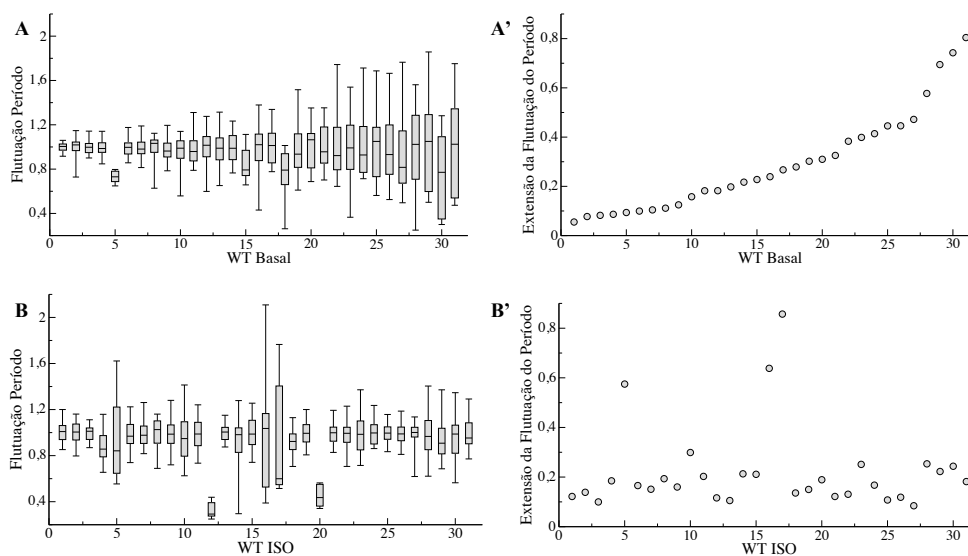 A
Flutuação Período
2
1,6
1,2
1,0
0,8
0,4
0 5 10 15 20 25 30
WT Basal
A’
Extensão da Flutuação do Período
0,8
0,6
0,4
0,2
0
0 5 10 15 20 25 30
WT Basal
B
Flutuação Período
2
1,6
1,2
1,0
0,8
0,4
0 5 10 15 20 25 30
WT ISO
B’
Extensão da Flutuação do Período
0,8
0,6
0,4
0,2
0
0 5 10 15 20 25 30
WT ISO